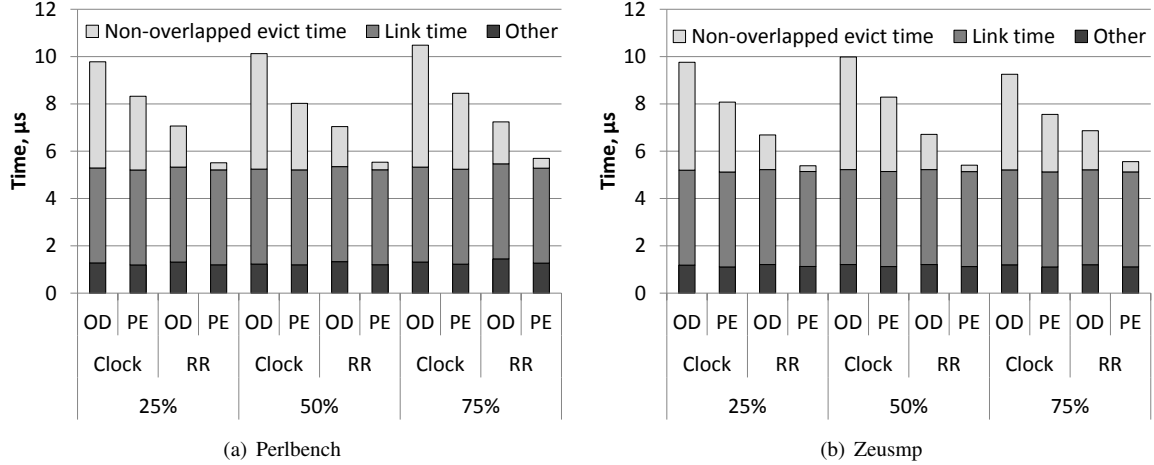 12
Non-overlapped evict time Link time Other
10
8
6
4
2
0
Time, µs
OD PE OD PE OD PE OD PE OD PE OD PE
Clock RR Clock RR Clock RR
25% 50% 75%
(a) Perlbench
12
Non-overlapped evict time Link time Other
10
8
6
4
2
0
Time, µs
OD PE OD PE OD PE OD PE OD PE OD PE
Clock RR Clock RR Clock RR
25% 50% 75%
(b) Zeusmp